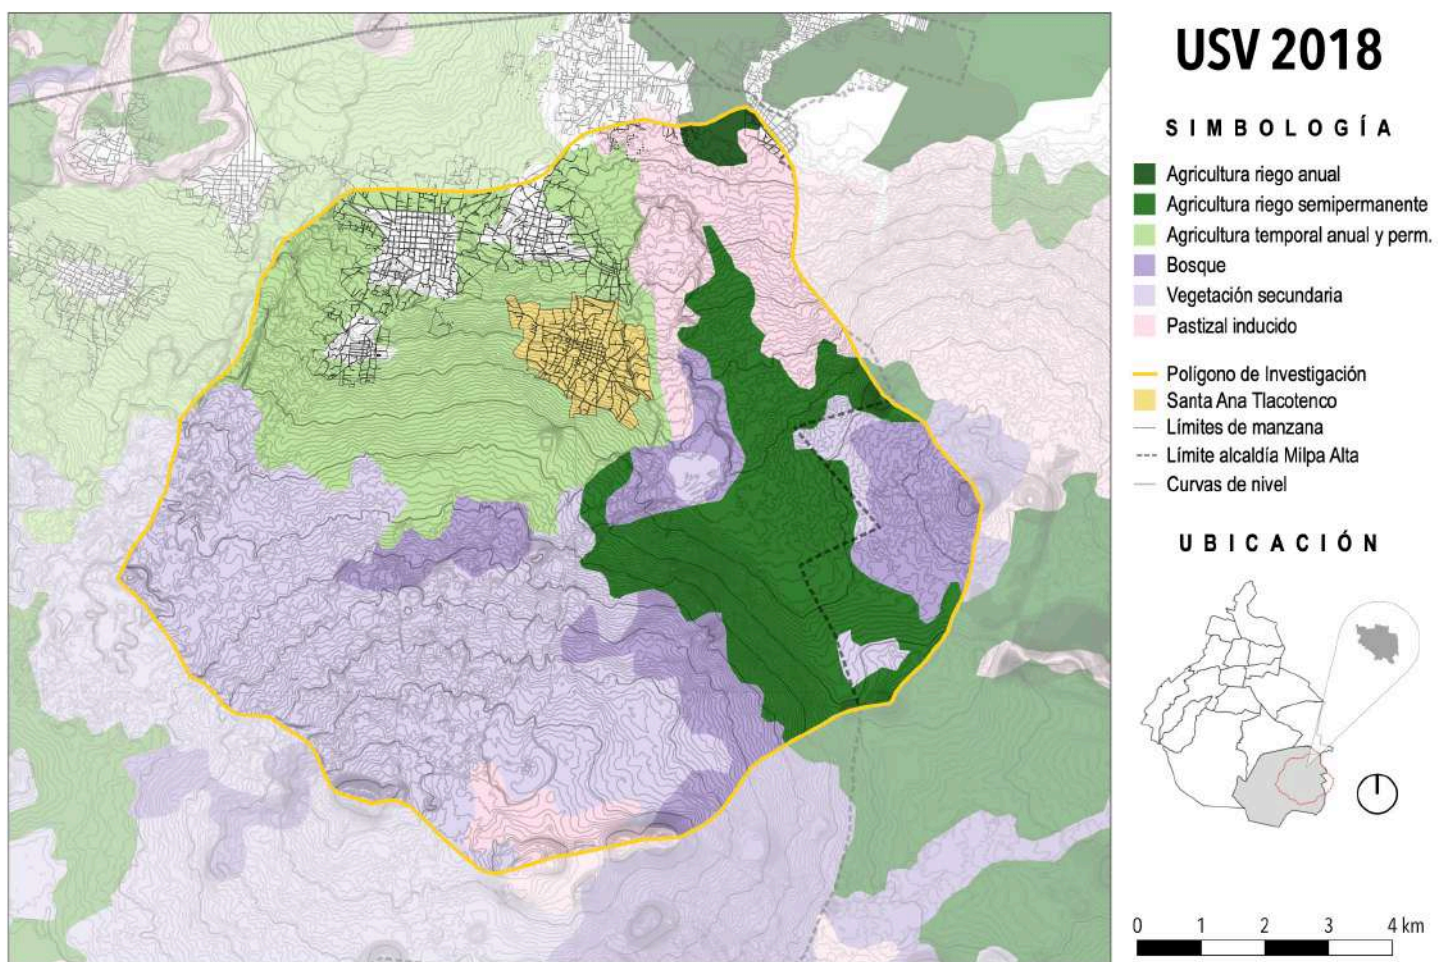 USV 2018
SIMBOLOGÍA
Agricultura riego anual
Agricultura riego semipermanente
Agricultura temporal anual y perm.
Bosque
Vegetación secundaria
Pastizal inducido
Polígono de Investigación
Santa Ana Tlacotenco
Límites de manzana
Límite alcaldía Milpa Alta
Curvas de nivel
UBICACIÓN
0 1 2 3 4 km